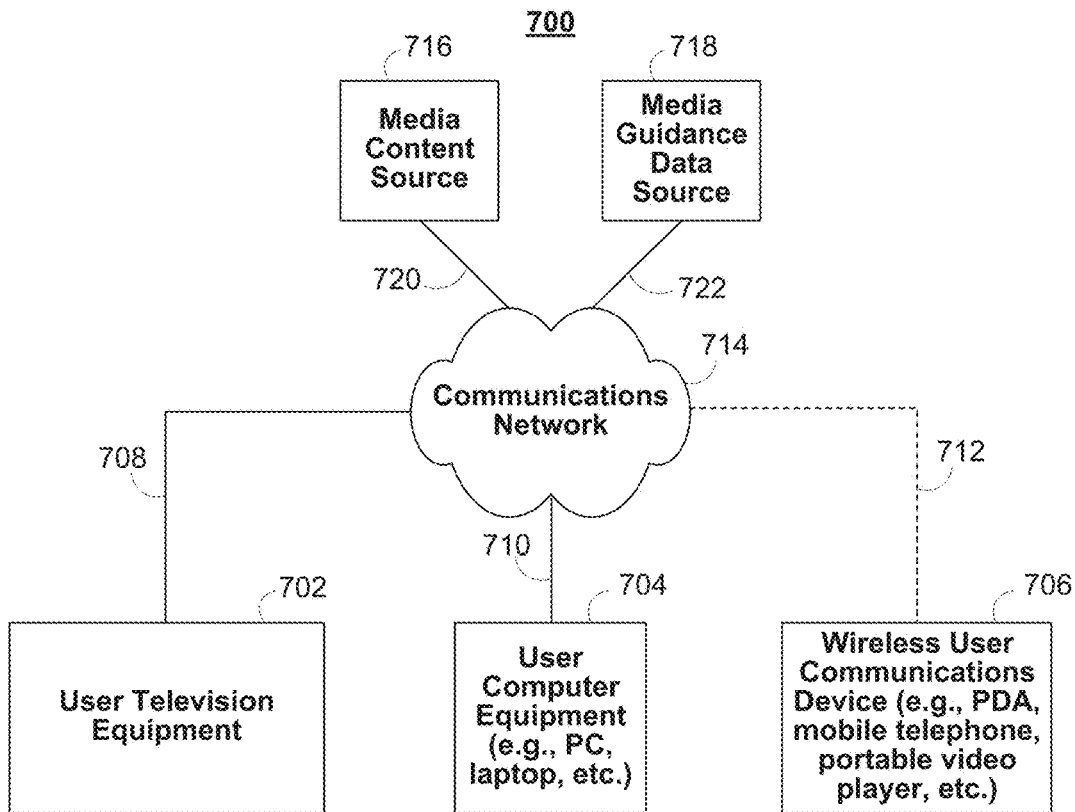 700
716
718
Media
Content
Source
Media
Guidance
Data
Source
720
722
714
Communications
Network
708
712
710
702
704
706
User Television
Equipment
User
Computer
Equipment
(e.g., PC,
laptop, etc.)
Wireless User
Communications
Device (e.g., PDA,
mobile telephone,
portable video
player, etc.)